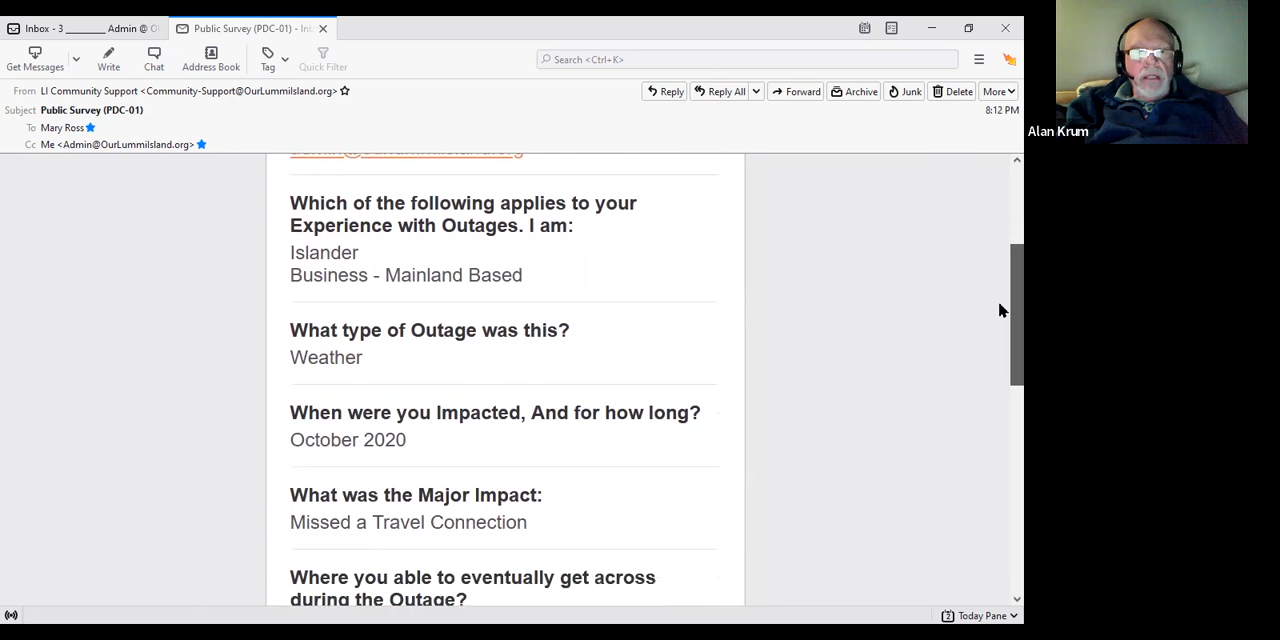 Inbox - 3 ________ Admin @ O
Public Survey (PDC-01) - In
Get Messages
Write
Chat
Address Book
Tag
Quick Filter
Search <Ctrl+K>
From LI Community Support <Community-Support@OurLummiIsland.org>
Reply
Reply All
Forward
Archive
Junk
Delete
More
Subject Public Survey (PDC-01)
8:12 PM
To Mary Ross
Cc Me <Admin@OurLummiIsland.org>
Alan Krum
Which of the following applies to your
Experience with Outages. I am:
Islander
Business - Mainland Based
What type of Outage was this?
Weather
When were you Impacted, And for how long?
October 2020
What was the Major Impact:
Missed a Travel Connection
Where you able to eventually get across
during the Outage?
2 Today Pane